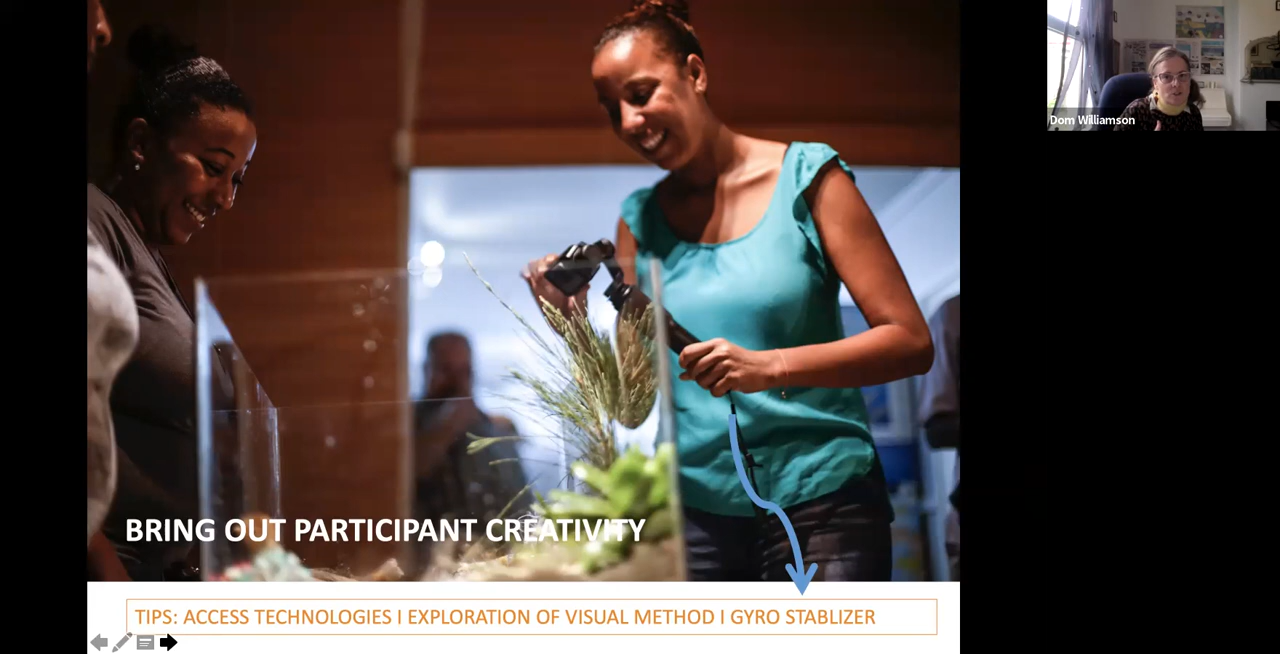 Dom Williamson
BRING OUT PARTICIPANT CREATIVITY
TIPS: ACCESS TECHNOLOGIES I EXPLORATION OF VISUAL METHOD I GYRO STABLIZER